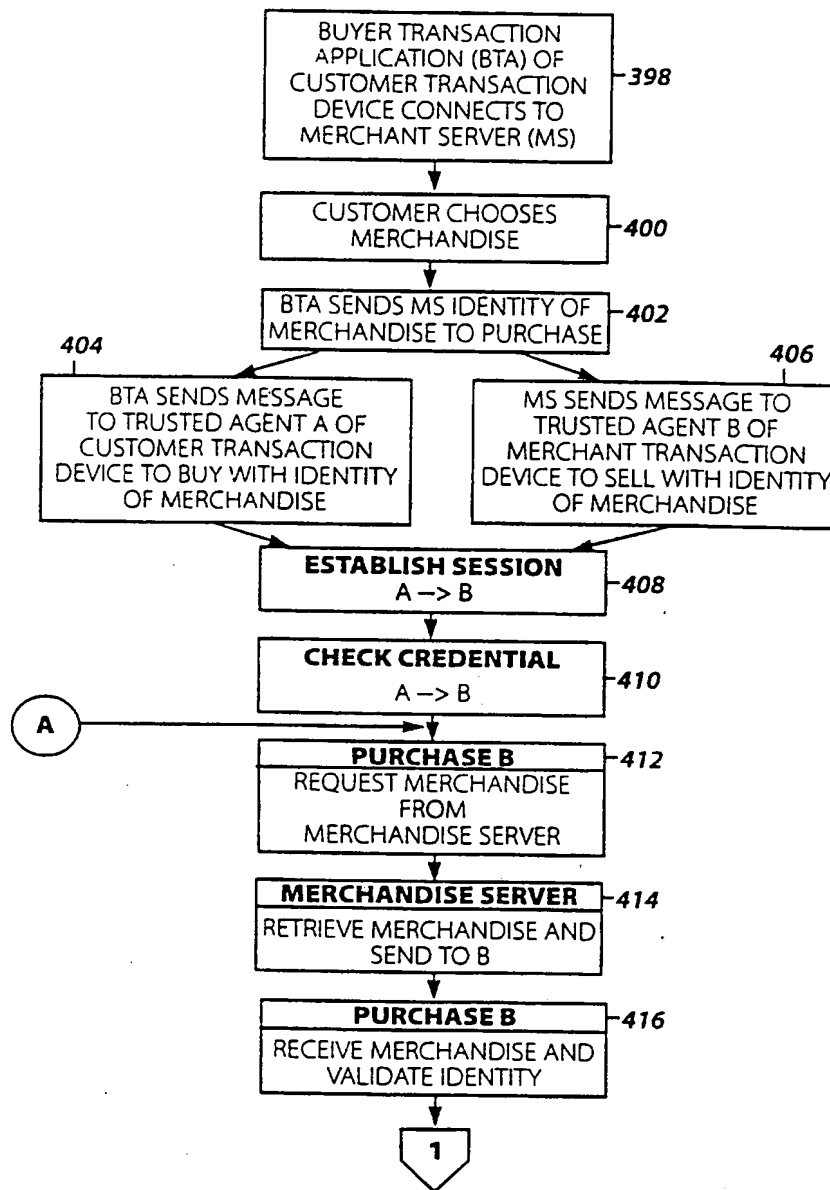 BUYER TRANSACTION
APPLICATION (BTA) OF
CUSTOMER TRANSACTION
DEVICE CONNECTS TO
MERCHANT SERVER (MS)
398
CUSTOMER CHOOSES
MERCHANDISE
400
BTA SENDS MS IDENTITY OF
MERCHANDISE TO PURCHASE
402
404
BTA SENDS MESSAGE
TO TRUSTED AGENT A OF
CUSTOMER TRANSACTION
DEVICE TO BUY WITH IDENTITY
OF MERCHANDISE
406
MS SENDS MESSAGE TO
TRUSTED AGENT B OF
MERCHANT TRANSACTION
DEVICE TO SELL WITH IDENTITY
OF MERCHANDISE
ESTABLISH SESSION
A --> B
408
CHECK CREDENTIAL
A --> B
410
A
PURCHASE B
412
REQUEST MERCHANDISE
FROM
MERCHANDISE SERVER
MERCHANDISE SERVER
414
RETRIEVE MERCHANDISE AND
SEND TO B
PURCHASE B
416
RECEIVE MERCHANDISE AND
VALIDATE IDENTITY
1